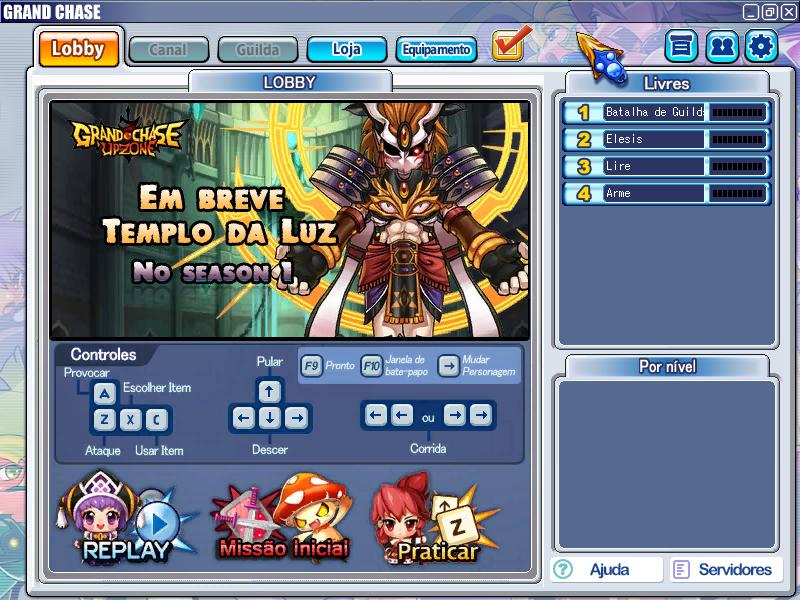 GRAND CHASE
Lobby
Canal
Guilda
Loja
Equipamento
LOBBY
GRAND CHASE
UPZONE
EM BREVE
TEMPLO DA LUZ
NO SEASON 1
Controles
Provocar
A
Escolher Item
Z X C
Ataque
Usar Item
Pular
↑
← ↓ →
Descer
F9 Pronto
F10 Janela de
bate-papo
→ Mudar
Personagem
← ← ou → →
Corrida
REPLAY
Missão inicial
Z
Praticar
Livres
1 Batalha de Guild
2 Elesis
3 Lire
4 Arme
Por nível
? Ajuda
Servidores